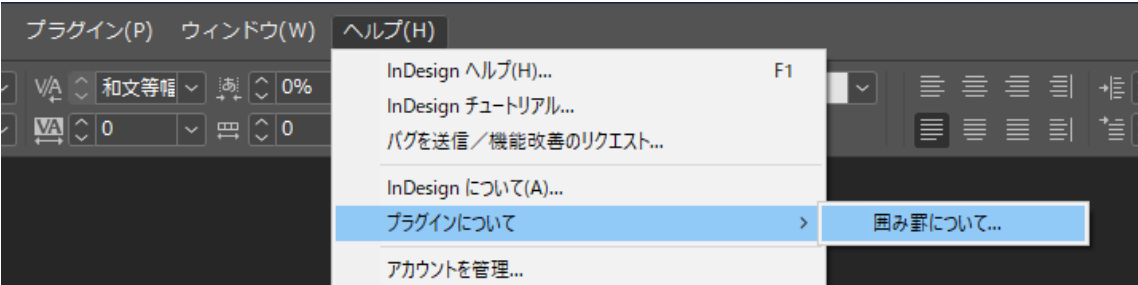 プラグイン(P) ウィンドウ(W) ヘルプ(H)
InDesign ヘルプ(H)... F1
InDesign チュートリアル...
バグを送信／機能改善のリクエスト...
InDesign について(A)...
プラグインについて
囲み罫について...
アカウントを管理...
V/A 和文等幅 あ 0%
VA 0 0